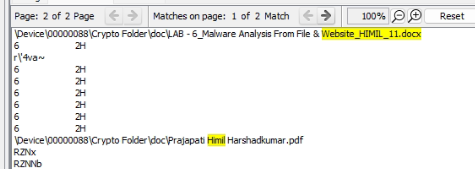 Page: 2 of 2 Page Matches on page: 1 of 2 Match 100% Reset
\Device\00000088\Crypto Folder\doc\LAB - 6_Malware Analysis From File & Website_HIMIL_11.docx
6 2H
r\'4va~
6 2H
6 2H
6 2H
6 2H
6 2H
6 2H
\Device\00000088\Crypto Folder\doc\Prajapati Himil Harshadkumar.pdf
RZNx
RZNNb